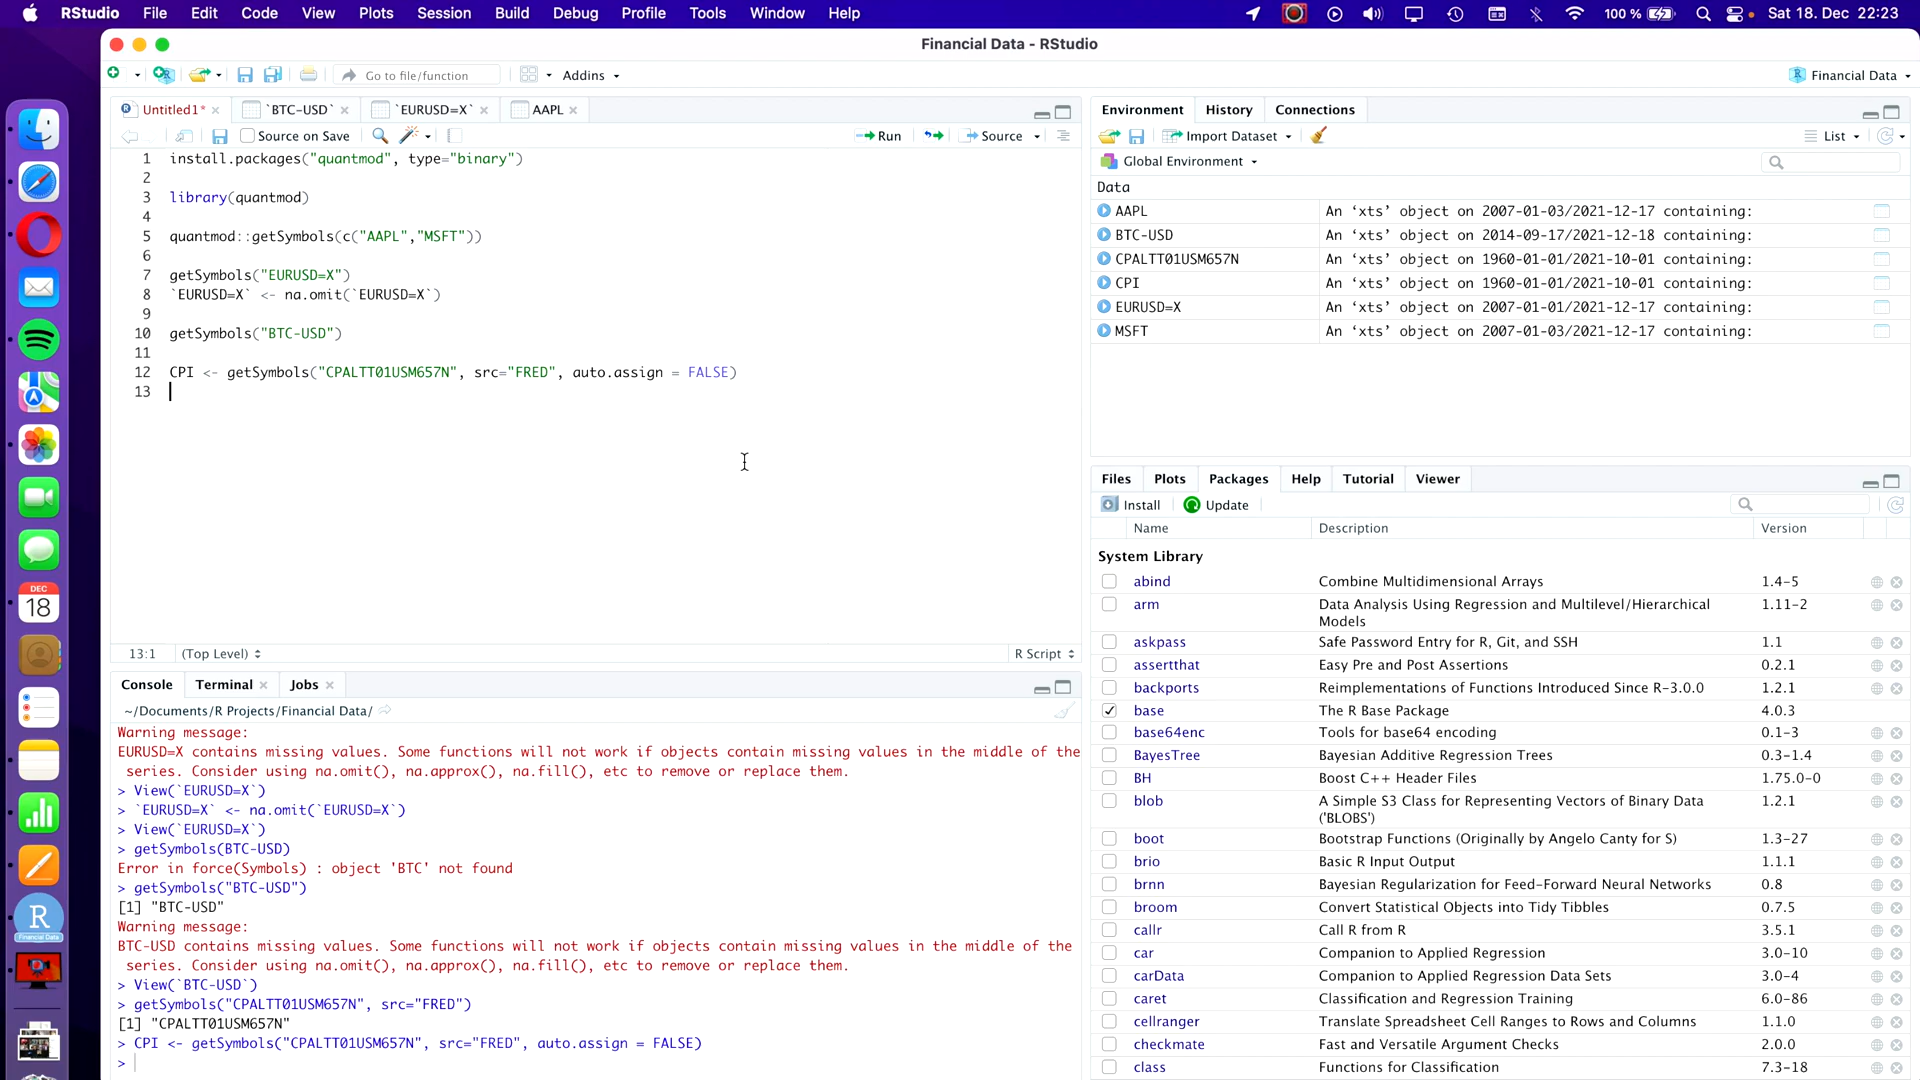 RStudio File Edit Code View Plots Session Build Debug Profile Tools Window Help 100 % Sat 18. Dec 22:23
Financial Data - RStudio
Go to file/function Addins Financial Data
Untitled1* `BTC-USD` `EURUSD=X` AAPL
Source on Save Run Source
1 install.packages("quantmod", type="binary")
2
3 library(quantmod)
4
5 quantmod::getSymbols(c("AAPL","MSFT"))
6
7 getSymbols("EURUSD=X")
8 `EURUSD=X` <- na.omit(`EURUSD=X`)
9
10 getSymbols("BTC-USD")
11
12 CPI <- getSymbols("CPALTT01USM657N", src="FRED", auto.assign = FALSE)
13
13:1 (Top Level) R Script
Console Terminal Jobs
~/Documents/R Projects/Financial Data/
Warning message:
EURUSD=X contains missing values. Some functions will not work if objects contain missing values in the middle of the
series. Consider using na.omit(), na.approx(), na.fill(), etc to remove or replace them.
> View(`EURUSD=X`)
> `EURUSD=X` <- na.omit(`EURUSD=X`)
> View(`EURUSD=X`)
> getSymbols(BTC-USD)
Error in force(Symbols) : object 'BTC' not found
> getSymbols("BTC-USD")
[1] "BTC-USD"
Warning message:
BTC-USD contains missing values. Some functions will not work if objects contain missing values in the middle of the
series. Consider using na.omit(), na.approx(), na.fill(), etc to remove or replace them.
> View(`BTC-USD`)
> getSymbols("CPALTT01USM657N", src="FRED")
[1] "CPALTT01USM657N"
> CPI <- getSymbols("CPALTT01USM657N", src="FRED", auto.assign = FALSE)
>
Environment History Connections
Import Dataset List
Global Environment
Data
AAPL An ‘xts’ object on 2007-01-03/2021-12-17 containing:
BTC-USD An ‘xts’ object on 2014-09-17/2021-12-18 containing:
CPALTT01USM657N An ‘xts’ object on 1960-01-01/2021-10-01 containing:
CPI An ‘xts’ object on 1960-01-01/2021-10-01 containing:
EURUSD=X An ‘xts’ object on 2007-01-01/2021-12-17 containing:
MSFT An ‘xts’ object on 2007-01-03/2021-12-17 containing:
Files Plots Packages Help Tutorial Viewer
Install Update
Name Description Version
System Library
abind Combine Multidimensional Arrays 1.4-5
arm Data Analysis Using Regression and Multilevel/Hierarchical 1.11-2
Models
askpass Safe Password Entry for R, Git, and SSH 1.1
assertthat Easy Pre and Post Assertions 0.2.1
backports Reimplementations of Functions Introduced Since R-3.0.0 1.2.1
base The R Base Package 4.0.3
base64enc Tools for base64 encoding 0.1-3
BayesTree Bayesian Additive Regression Trees 0.3-1.4
BH Boost C++ Header Files 1.75.0-0
blob A Simple S3 Class for Representing Vectors of Binary Data 1.2.1
('BLOBS')
boot Bootstrap Functions (Originally by Angelo Canty for S) 1.3-27
brio Basic R Input Output 1.1.1
brnn Bayesian Regularization for Feed-Forward Neural Networks 0.8
broom Convert Statistical Objects into Tidy Tibbles 0.7.5
callr Call R from R 3.5.1
car Companion to Applied Regression 3.0-10
carData Companion to Applied Regression Data Sets 3.0-4
caret Classification and Regression Training 6.0-86
cellranger Translate Spreadsheet Cell Ranges to Rows and Columns 1.1.0
checkmate Fast and Versatile Argument Checks 2.0.0
class Functions for Classification 7.3-18
DEC
18
R
Financial Data